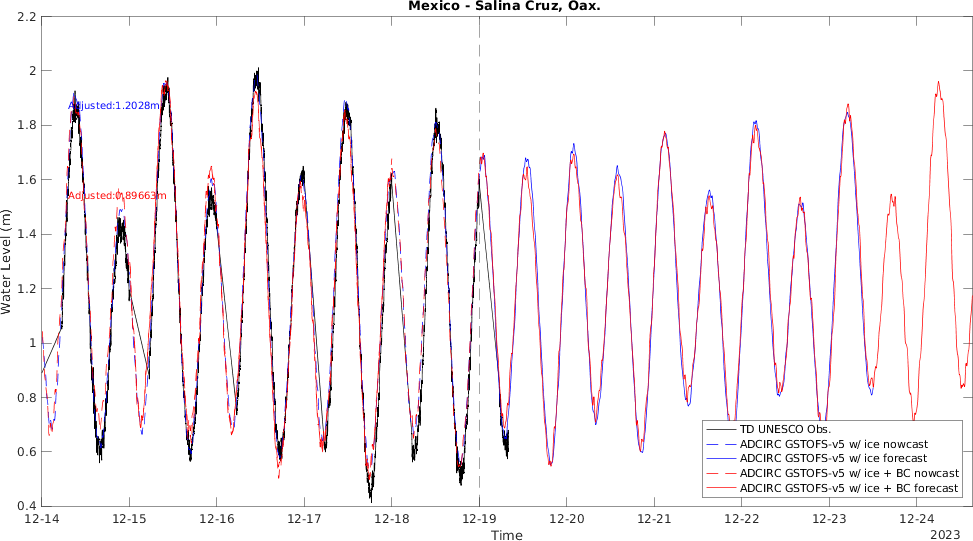 Mexico - Salina Cruz, Oax.
2.2
2
1.8
1.6
1.4
1.2
1
0.8
0.6
0.4
Water Level (m)
Adjusted:1.2028m
Adjusted:0.89663m
TD UNESCO Obs.
ADCIRC GSTOFS-v5 w/ ice nowcast
ADCIRC GSTOFS-v5 w/ ice forecast
ADCIRC GSTOFS-v5 w/ ice + BC nowcast
ADCIRC GSTOFS-v5 w/ ice + BC forecast
12-14 12-15 12-16 12-17 12-18 12-19 12-20 12-21 12-22 12-23 12-24
Time
2023